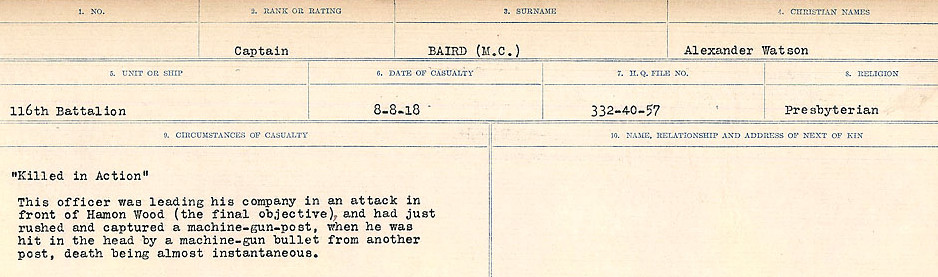 1. NO. 2. RANK OR RATING 3. SURNAME 4. CHRISTIAN NAMES
Captain BAIRD (M.C.) Alexander Watson
5. UNIT OR SHIP 6. DATE OF CASUALTY 7. H.Q. FILE NO. 8. RELIGION
116th Battalion 8-8-18 332-40-57 Presbyterian
9. CIRCUMSTANCES OF CASUALTY 10. NAME, RELATIONSHIP AND ADDRESS OF NEXT OF KIN
"Killed in Action"
This officer was leading his company in an attack in
front of Hamon Wood (the final objective), and had just
rushed and captured a machine-gun-post, when he was
hit in the head by a machine-gun bullet from another
post, death being almost instantaneous.